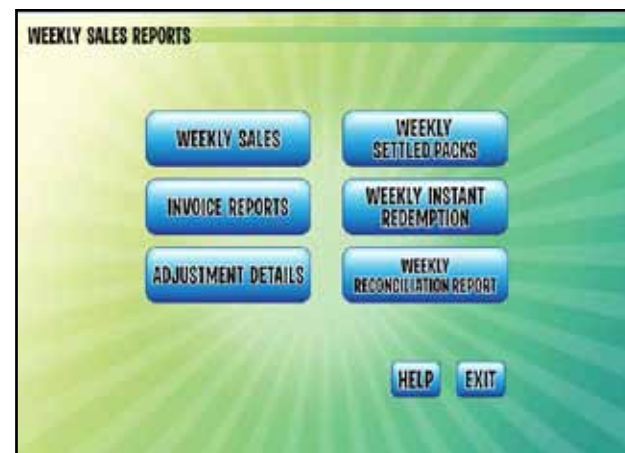 WEEKLY SALES REPORTS
WEEKLY SALES
WEEKLY
SETTLED PACKS
INVOICE REPORTS
WEEKLY INSTANT
REDEMPTION
ADJUSTMENT DETAILS
WEEKLY
RECONCILIATION REPORT
HELP
EXIT